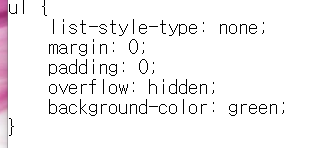 ul {
    list-style-type: none;
    margin: 0;
    padding: 0;
    overflow: hidden;
    background-color: green;
}